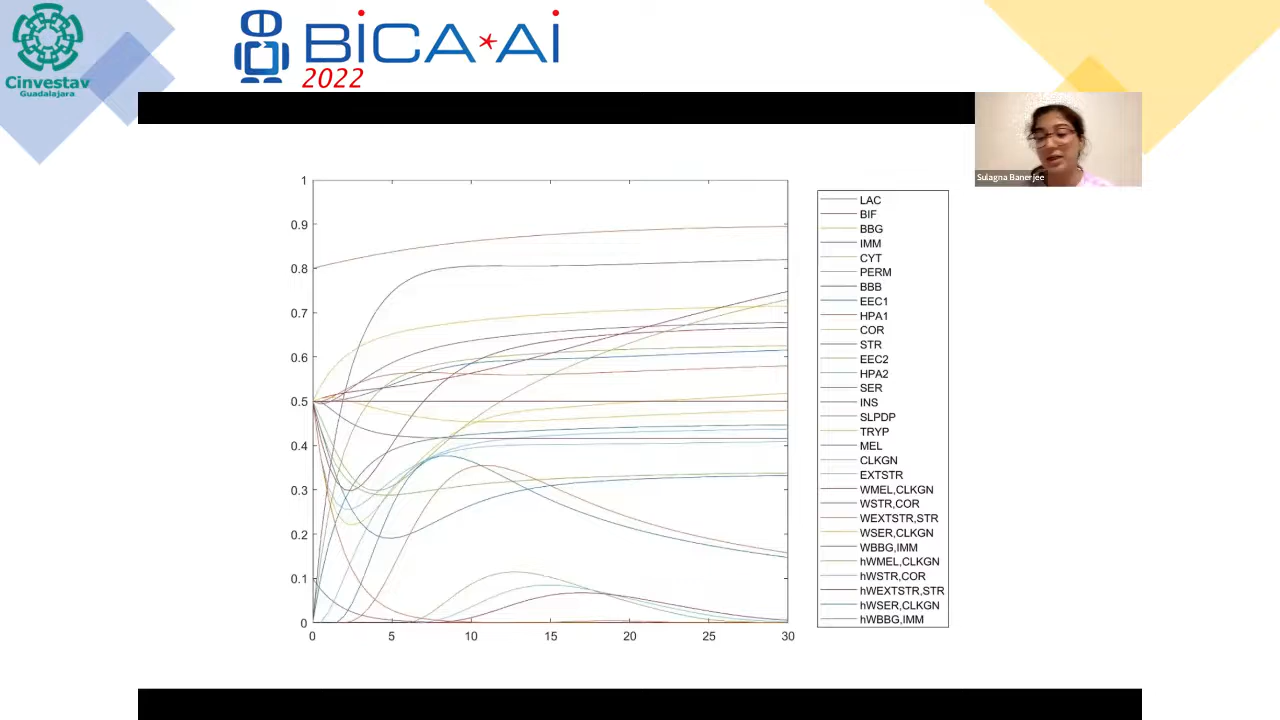 Cinvestav
Guadalajara
BiCA*Ai
2022
Sulagna Banerjee
1
0.9
0.8
0.7
0.6
0.5
0.4
0.3
0.2
0.1
0
0 5 10 15 20 25 30
LAC
BIF
BBG
IMM
CYT
PERM
BBB
EEC1
HPA1
COR
STR
EEC2
HPA2
SER
INS
SLPDP
TRYP
MEL
CLKGN
EXTSTR
WMEL,CLKGN
WSTR,COR
WEXTSTR,STR
WSER,CLKGN
WBBG,IMM
hWMEL,CLKGN
hWSTR,COR
hWEXTSTR,STR
hWSER,CLKGN
hWBBG,IMM